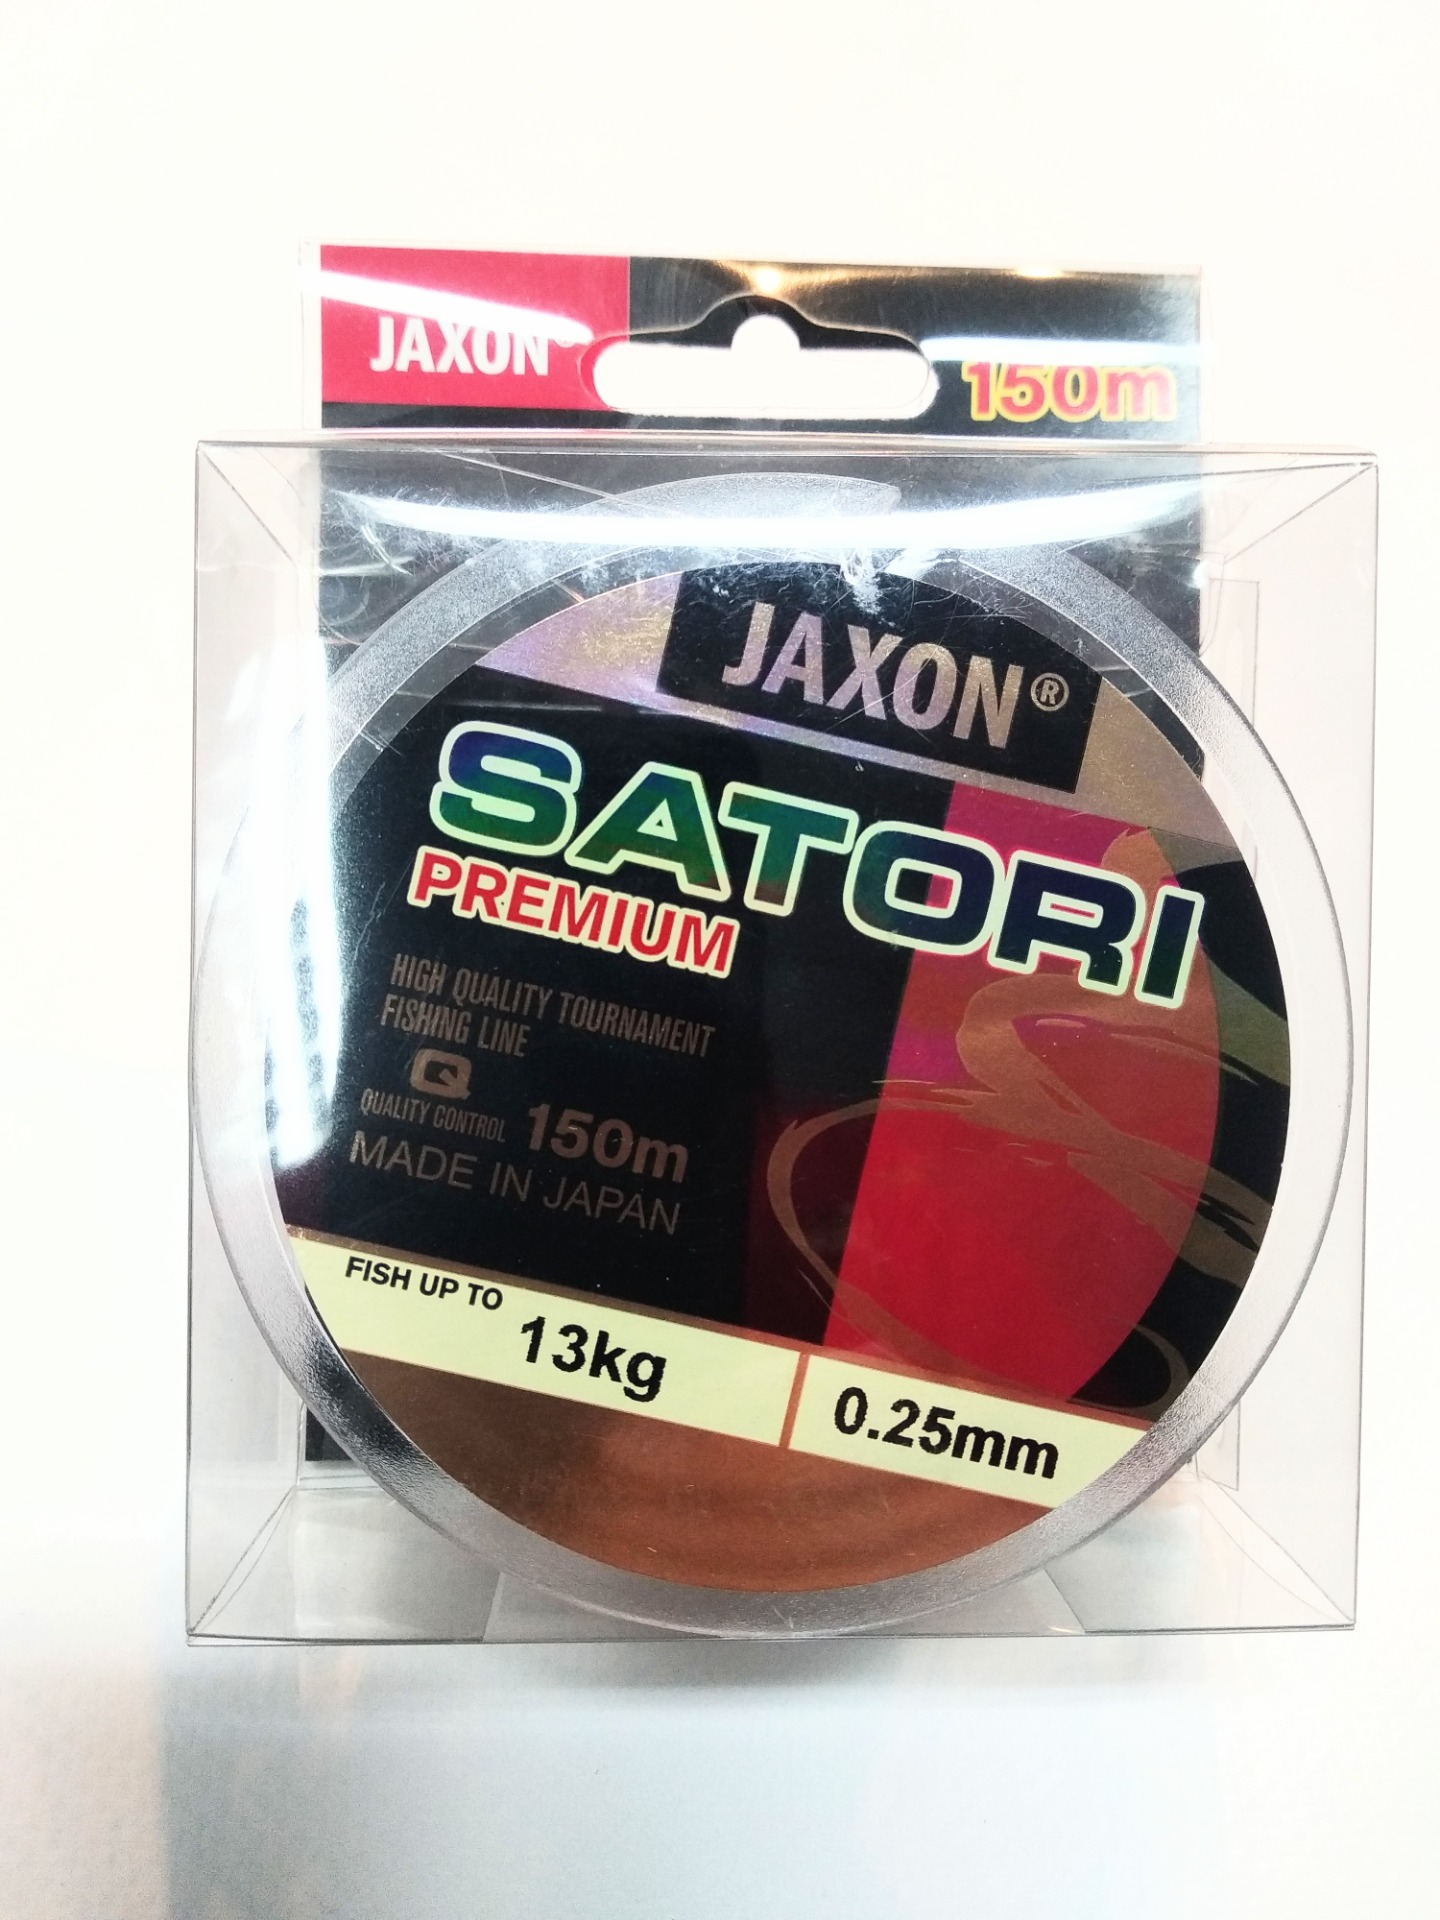 JAXON®
150m
JAXON®
SATORI
PREMIUM
HIGH QUALITY TOURNAMENT
FISHING LINE
Q
QUALITY CONTROL 150m
MADE IN JAPAN
FISH UP TO 13kg 0.25mm